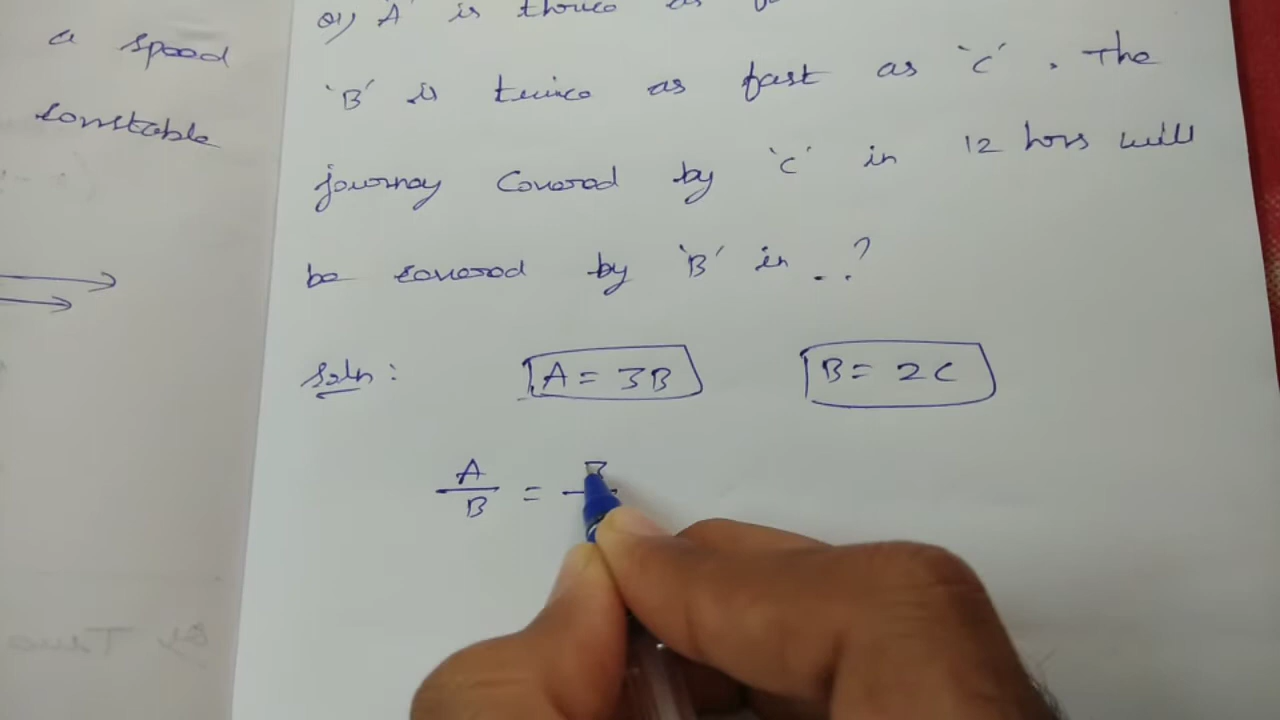 a speed
constable
Q1) 'A' is thrice as
'B' is twice as fast as 'C'. The
journey Covered by 'C' in 12 hrs will
be covered by 'B' in ..?
Soln:
A = 3B
B = 2C
A/B =